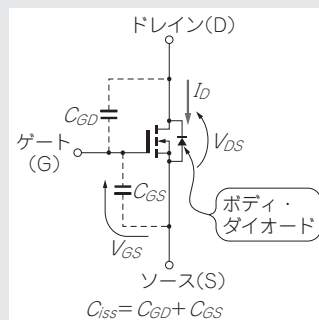 ドレイン(D)
I_D
C_GD
ゲート
(G)
V_DS
C_GS
V_GS
ボディ・
ダイオード
ソース(S)
C_iss=C_GD+C_GS